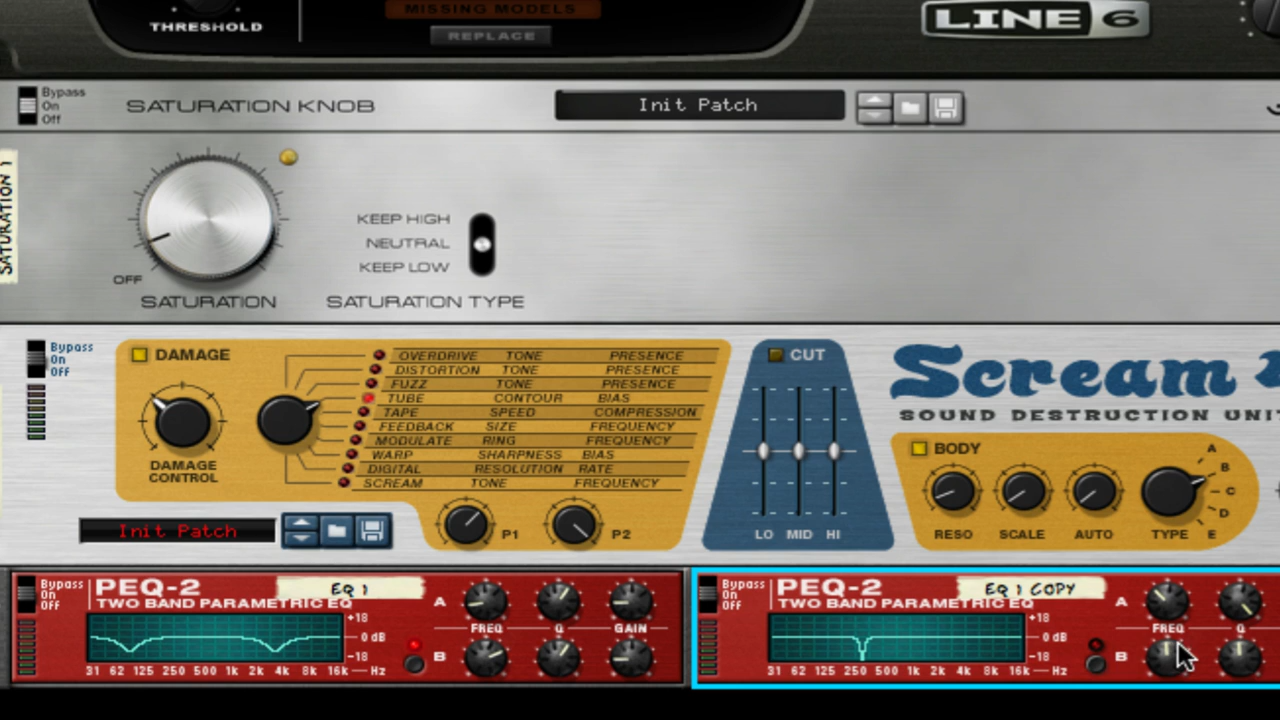 MISSING MODELS
THRESHOLD
REPLACE
LINE 6
Bypass
On
Off
SATURATION KNOB
Init Patch
SATURATION 1
KEEP HIGH
NEUTRAL
KEEP LOW
OFF
SATURATION
SATURATION TYPE
Bypass
On
Off
DAMAGE
DAMAGE
CONTROL
OVERDRIVE TONE PRESENCE
DISTORTION TONE PRESENCE
FUZZ TONE PRESENCE
TUBE CONTOUR BIAS
TAPE SPEED COMPRESSION
FEEDBACK SIZE FREQUENCY
MODULATE RING FREQUENCY
WARP SHARPNESS BIAS
DIGITAL RESOLUTION RATE
SCREAM TONE FREQUENCY
Init Patch
P1
P2
CUT
LO MID HI
Scream
SOUND DESTRUCTION UNI
BODY
A
B
C
D
E
RESO SCALE AUTO TYPE
Bypass
On
Off
PEQ-2
EQ 1
TWO BAND PARAMETRIC EQ
+18
0 dB
-18
31 62 125 250 500 1k 2k 4k 8k 16k Hz
A
FREQ Q GAIN
B
Bypass
On
Off
PEQ-2
EQ 1 COPY
TWO BAND PARAMETRIC EQ
+18
0 dB
-18
31 62 125 250 500 1k 2k 4k 8k 16k Hz
A
FREQ Q
B